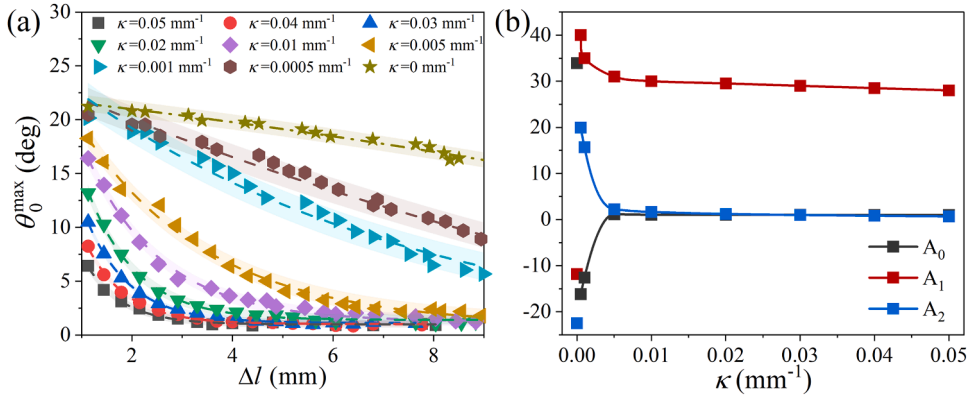 (a)
κ=0.05 mm⁻¹ κ=0.04 mm⁻¹ κ=0.03 mm⁻¹
κ=0.02 mm⁻¹ κ=0.01 mm⁻¹ κ=0.005 mm⁻¹
κ=0.001 mm⁻¹ κ=0.0005 mm⁻¹ κ=0 mm⁻¹
30
25
20
15
10
5
0
θ₀ᵐᵃˣ (deg)
2 4 6 8
Δl (mm)
(b)
40
30
20
10
0
-10
-20
A₀
A₁
A₂
0.00 0.01 0.02 0.03 0.04 0.05
κ (mm⁻¹)